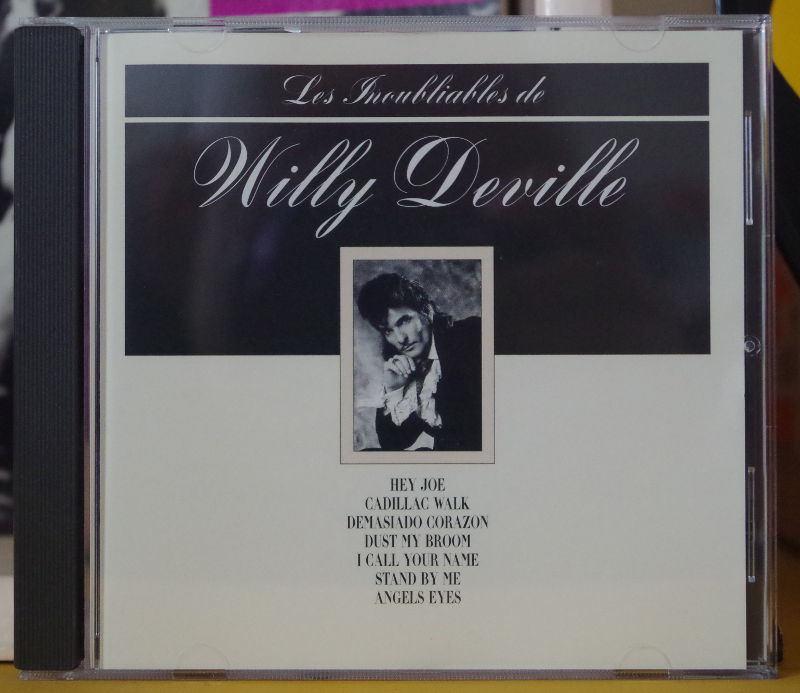 Les Inoubliables de
Willy Deville
HEY JOE
CADILLAC WALK
DEMASIADO CORAZON
DUST MY BROOM
I CALL YOUR NAME
STAND BY ME
ANGELS EYES